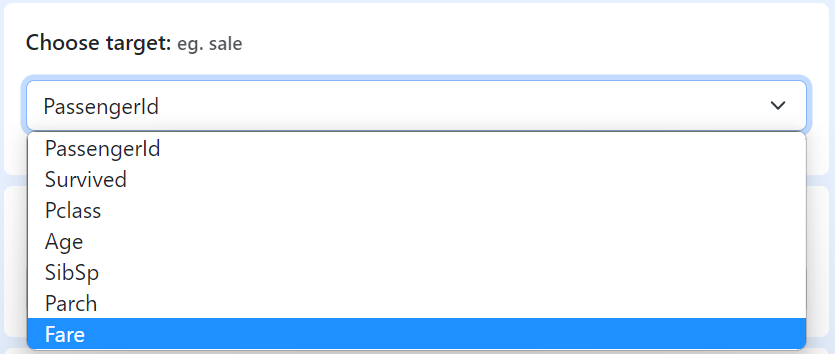 Choose target: eg. sale
PassengerId
PassengerId
Survived
Pclass
Age
SibSp
Parch
Fare